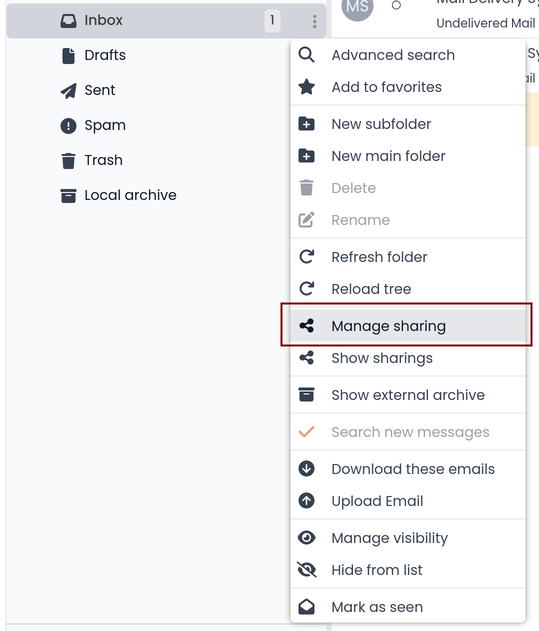 Inbox 1
MS
Undelivered Mail
Drafts
Sent
Spam
Trash
Local archive
Advanced search
Add to favorites
New subfolder
New main folder
Delete
Rename
Refresh folder
Reload tree
Manage sharing
Show sharings
Show external archive
Search new messages
Download these emails
Upload Email
Manage visibility
Hide from list
Mark as seen